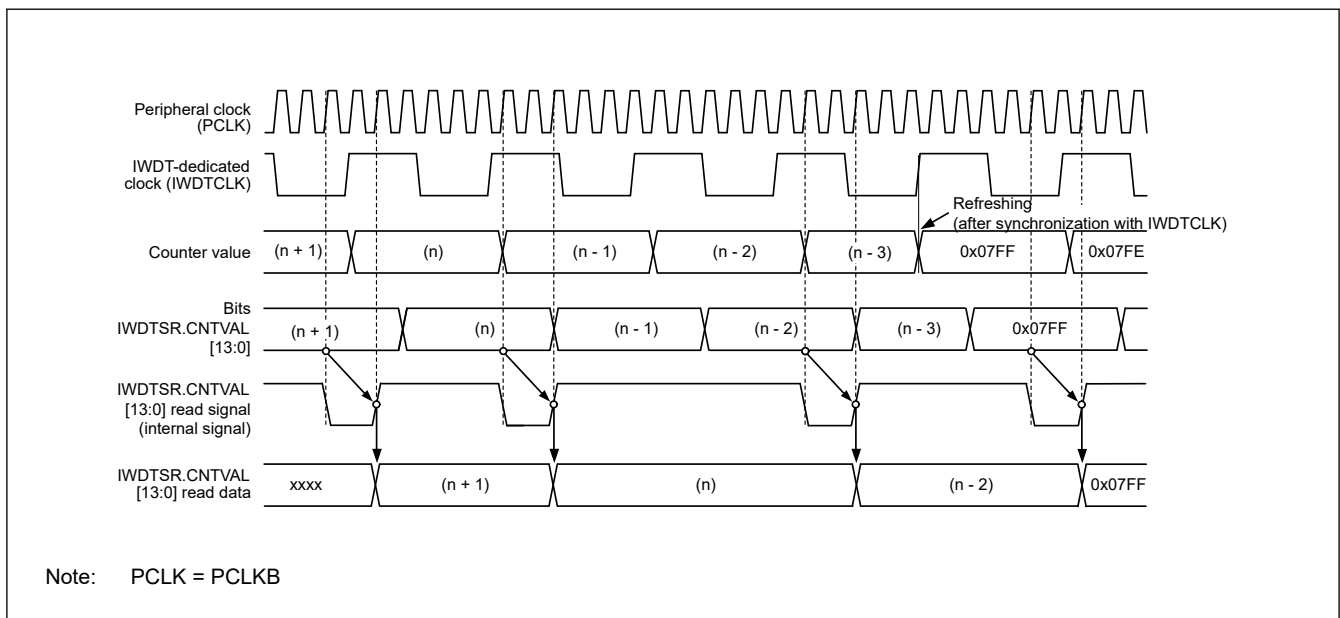 Peripheral clock
(PCLK)
IWDT-dedicated
clock (IWDTCLK)
Refreshing
(after synchronization with IWDTCLK)
Counter value
(n + 1)
(n)
(n - 1)
(n - 2)
(n - 3)
0x07FF
0x07FE
Bits
IWDTSR.CNTVAL
[13:0]
(n + 1)
(n)
(n - 1)
(n - 2)
(n - 3)
0x07FF
IWDTSR.CNTVAL
[13:0] read signal
(internal signal)
IWDTSR.CNTVAL
[13:0] read data
xxxx
(n + 1)
(n)
(n - 2)
0x07FF
Note: PCLK = PCLKB